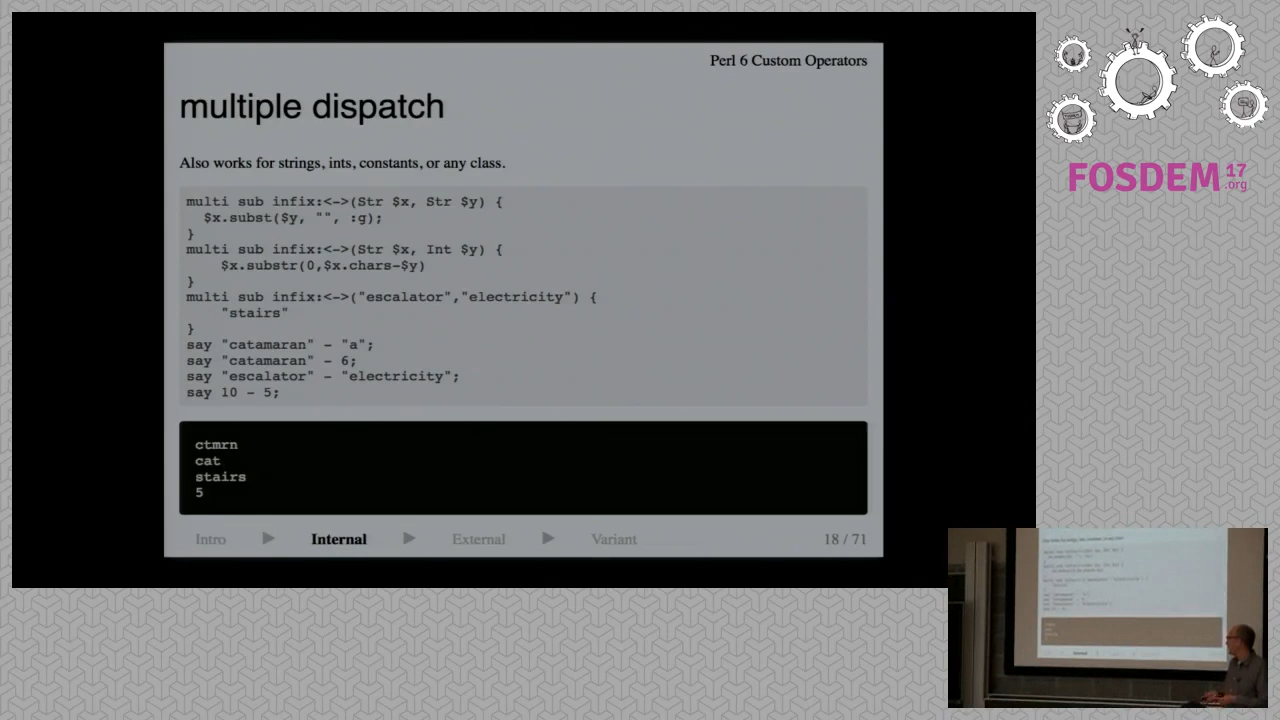 Perl 6 Custom Operators
multiple dispatch
Also works for strings, ints, constants, or any class.
multi sub infix:<->(Str $x, Str $y) {
  $x.subst($y, "", :g);
}
multi sub infix:<->(Str $x, Int $y) {
    $x.substr(0,$x.chars-$y)
}
multi sub infix:<->("escalator","electricity") {
    "stairs"
}
say "catamaran" - "a";
say "catamaran" - 6;
say "escalator" - "electricity";
say 10 - 5;
ctmrn
cat
stairs
5
Intro ▶ Internal ▶ External ▶ Variant 18 / 71
FOSDEM 17
.org